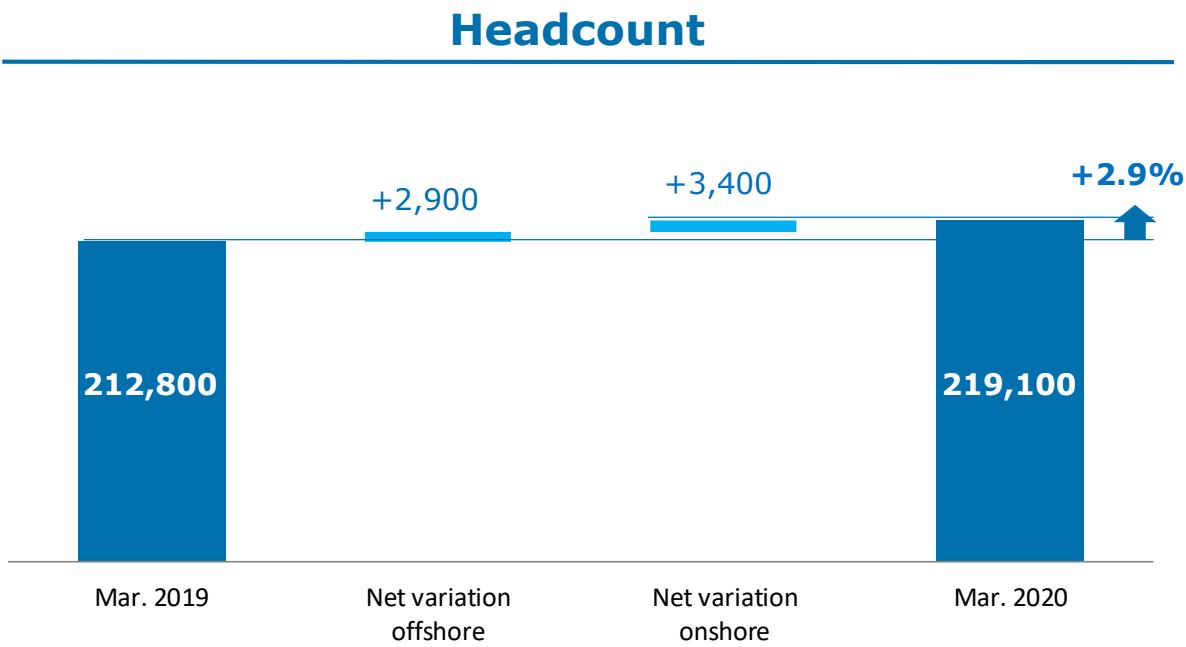 Headcount
+2.9%
+3,400
+2,900
212,800
219,100
Mar. 2019
Net variation
offshore
Net variation
onshore
Mar. 2020